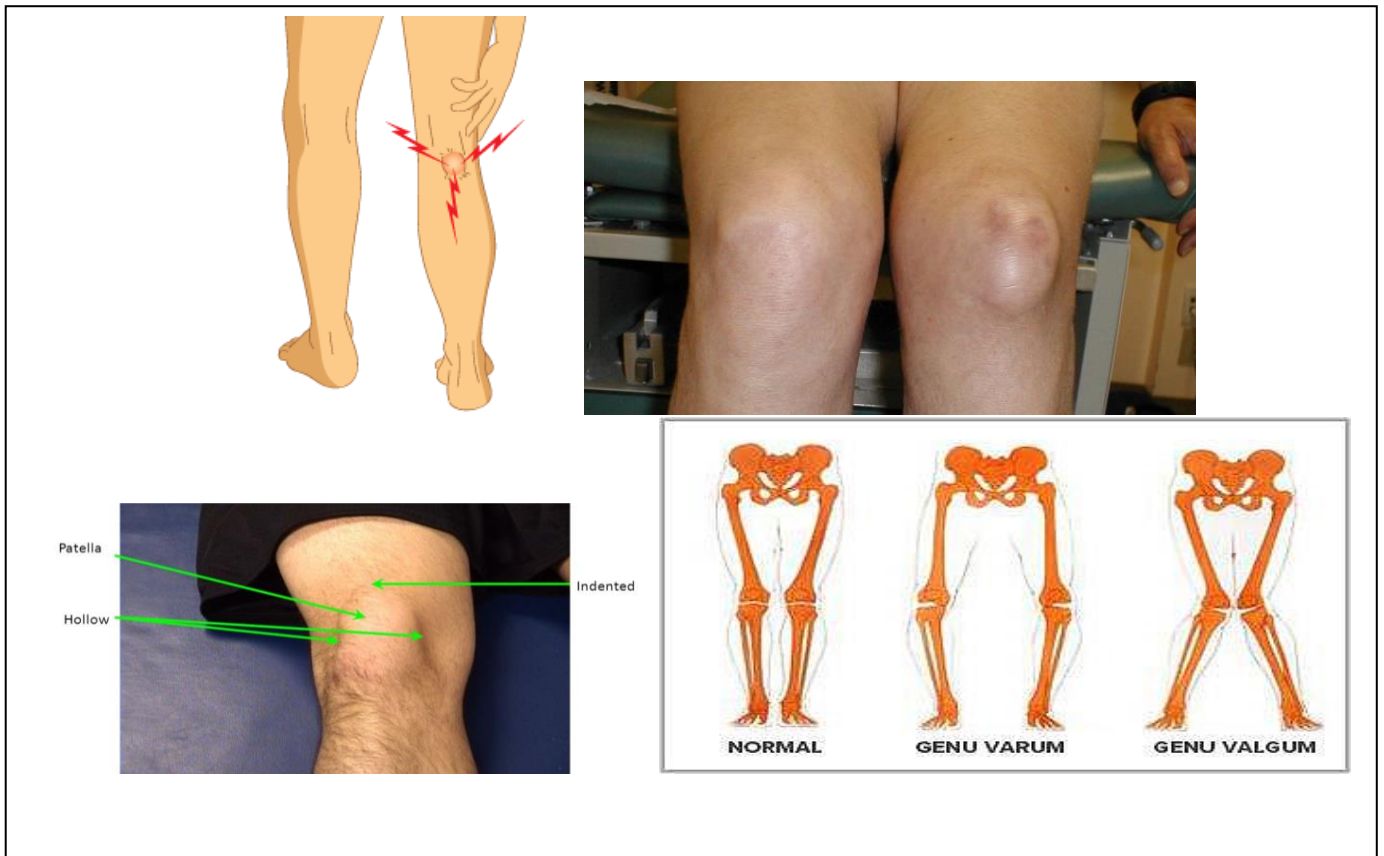 Patella
Indented
Hollow
NORMAL
GENU VARUM
GENU VALGUM